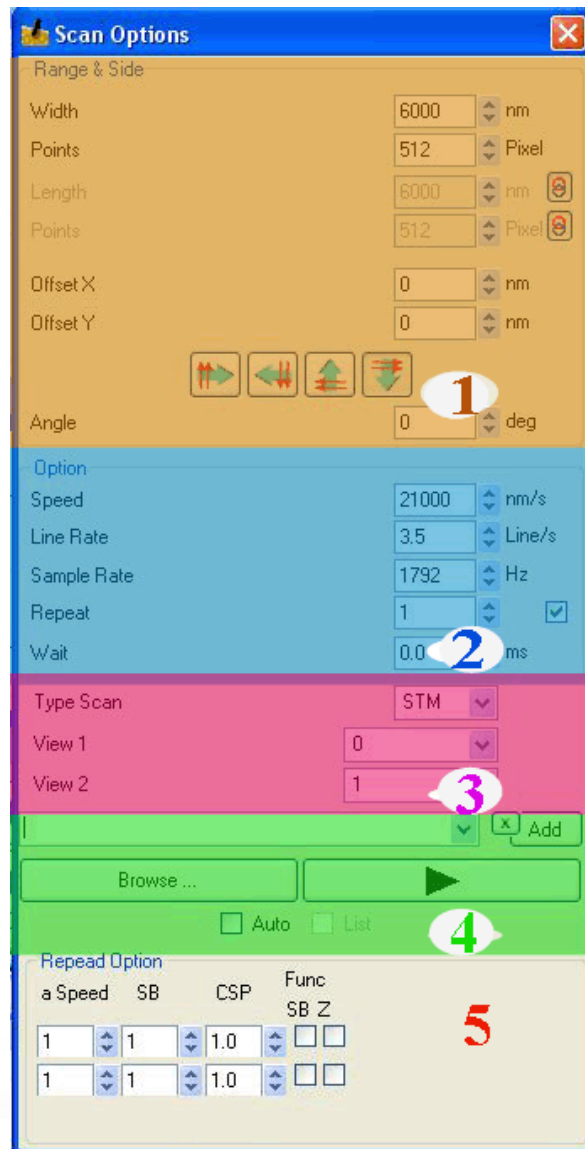 Scan Options
Range & Side
Width 6000 nm
Points 512 Pixel
Length 6000 nm
Points 512 Pixel
Offset X 0 nm
Offset Y 0 nm
1
Angle 0 deg
Option
Speed 21000 nm/s
Line Rate 3.5 Line/s
Sample Rate 1792 Hz
Repeat 1
Wait 0.0 ms
2
Type Scan STM
View 1 0
View 2 1
3
x Add
Browse ...
Auto List
4
Repead Option
a Speed SB CSP Func
SB Z
5
1 1 1.0
1 1 1.0